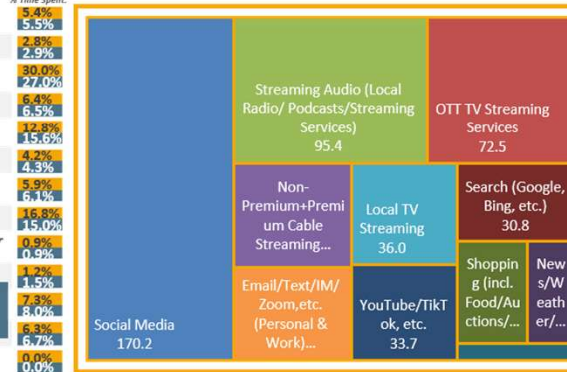 % Time Spent:
5.4%
5.5%
2.8%
2.9%
30.0%
27.0%
6.4%
6.5%
12.8%
15.6%
4.2%
4.3%
5.9%
6.1%
16.8%
15.0%
0.9%
0.9%
1.2%
1.5%
7.3%
8.0%
6.3%
6.7%
0.0%
0.0%
Social Media
170.2
Streaming Audio (Local
Radio/ Podcasts/Streaming
Services)
95.4
OTT TV Streaming
Services
72.5
Non-
Premium+Premi
um Cable
Streaming...
Local TV
Streaming
36.0
Search (Google,
Bing, etc.)
30.8
Email/Text/IM/
Zoom,etc.
(Personal &
Work)...
YouTube/TikT
ok, etc.
33.7
Shoppin
g (incl.
Food/Au
ctions/...
New
s/W
eath
er/...